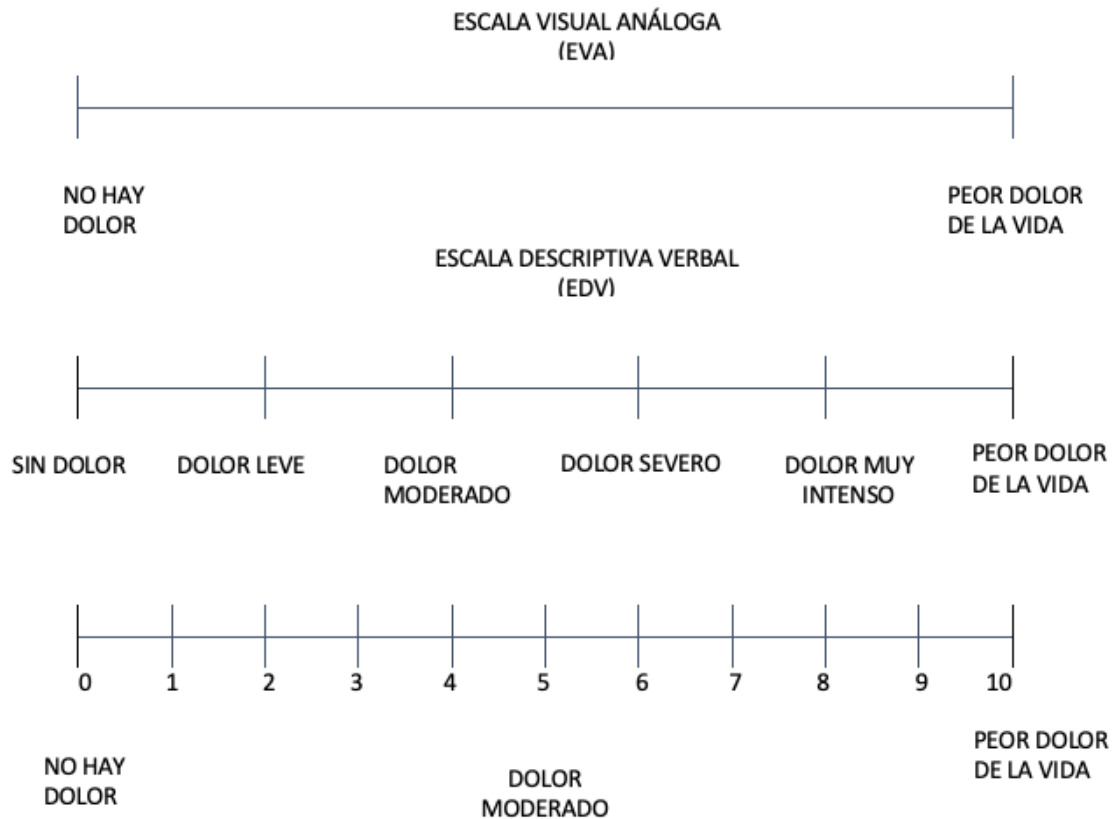 ESCALA VISUAL ANÁLOGA
(EVA)
NO HAY
DOLOR
PEOR DOLOR
DE LA VIDA
ESCALA DESCRIPTIVA VERBAL
(EDV)
SIN DOLOR
DOLOR LEVE
DOLOR
MODERADO
DOLOR SEVERO
DOLOR MUY
INTENSO
PEOR DOLOR
DE LA VIDA
0 1 2 3 4 5 6 7 8 9 10
NO HAY
DOLOR
DOLOR
MODERADO
PEOR DOLOR
DE LA VIDA